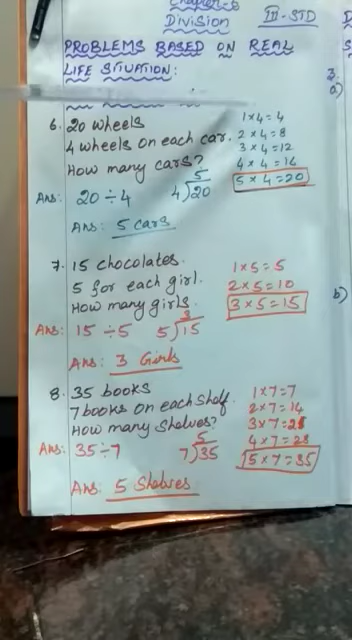 Chapter-6
Division III-STD
PROBLEMS BASED ON REAL
LIFE SITUATION:
6. 20 wheels
4 wheels on each car.
How many cars?
Ans: 20 ÷ 4
5
4)20
1 x 4 = 4
2 x 4 = 8
3 x 4 = 12
4 x 4 = 16
5 x 4 = 20
Ans: 5 cars
7. 15 chocolates.
5 for each girl.
How many girls.
Ans: 15 ÷ 5
3
5)15
1 x 5 = 5
2 x 5 = 10
3 x 5 = 15
Ans: 3 Girls
8. 35 books
7 books on each shelf.
How many shelves?
Ans: 35 ÷ 7
5
7)35
1 x 7 = 7
2 x 7 = 14
3 x 7 = 21
4 x 7 = 28
5 x 7 = 35
Ans: 5 Shelves
3.
a)
b)